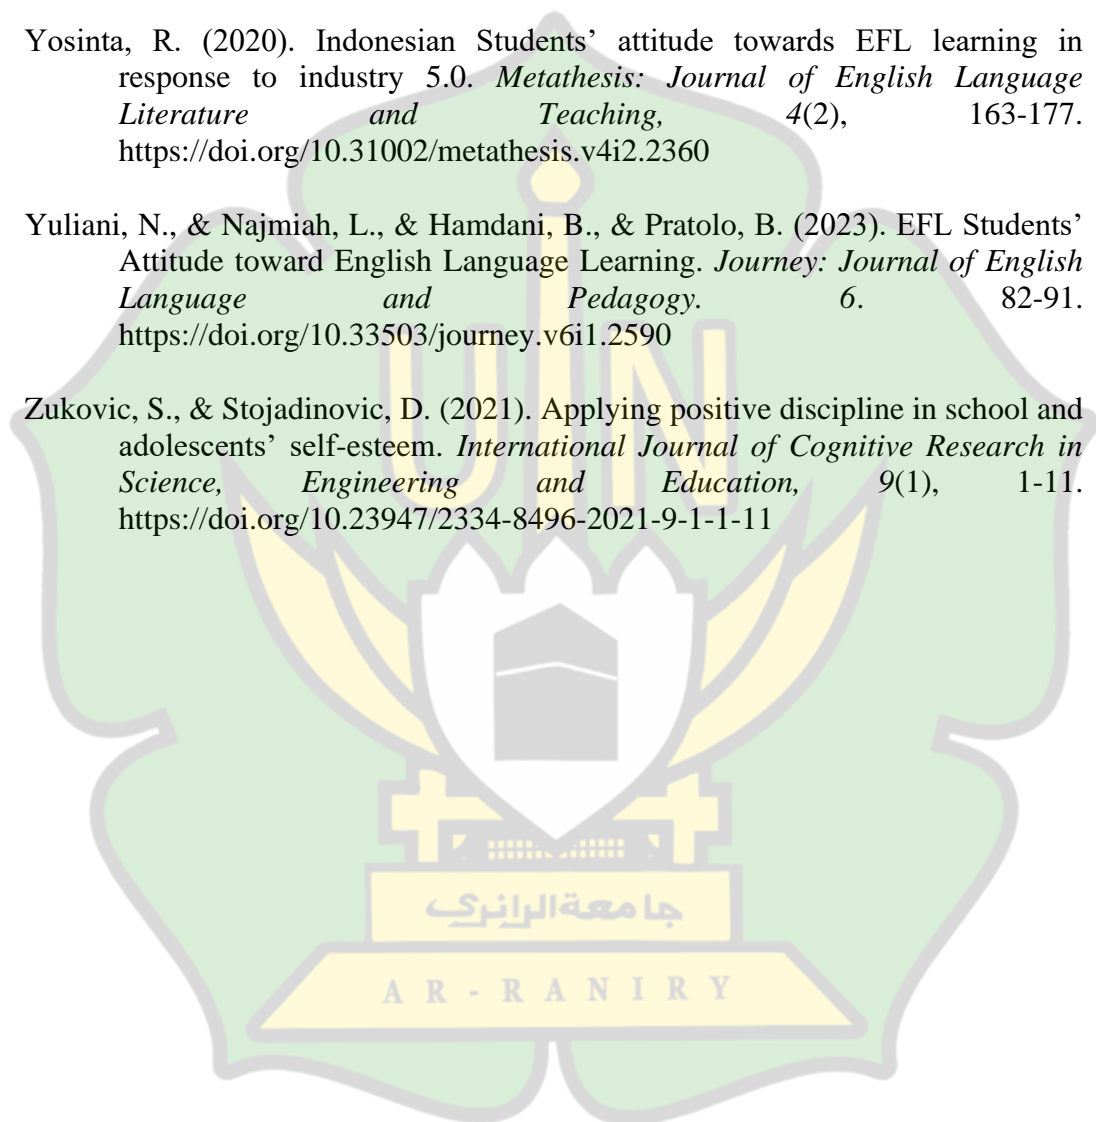 Yosinta, R. (2020). Indonesian Students’ attitude towards EFL learning in
response to industry 5.0. Metathesis: Journal of English Language
Literature and Teaching, 4(2), 163-177.
https://doi.org/10.31002/metathesis.v4i2.2360
Yuliani, N., & Najmiah, L., & Hamdani, B., & Pratolo, B. (2023). EFL Students’
Attitude toward English Language Learning. Journey: Journal of English
Language and Pedagogy. 6. 82-91.
https://doi.org/10.33503/journey.v6i1.2590
Zukovic, S., & Stojadinovic, D. (2021). Applying positive discipline in school and
adolescents’ self-esteem. International Journal of Cognitive Research in
Science, Engineering and Education, 9(1), 1-11.
https://doi.org/10.23947/2334-8496-2021-9-1-1-11
UIN
جامعة الرانري
AR-RANIRY